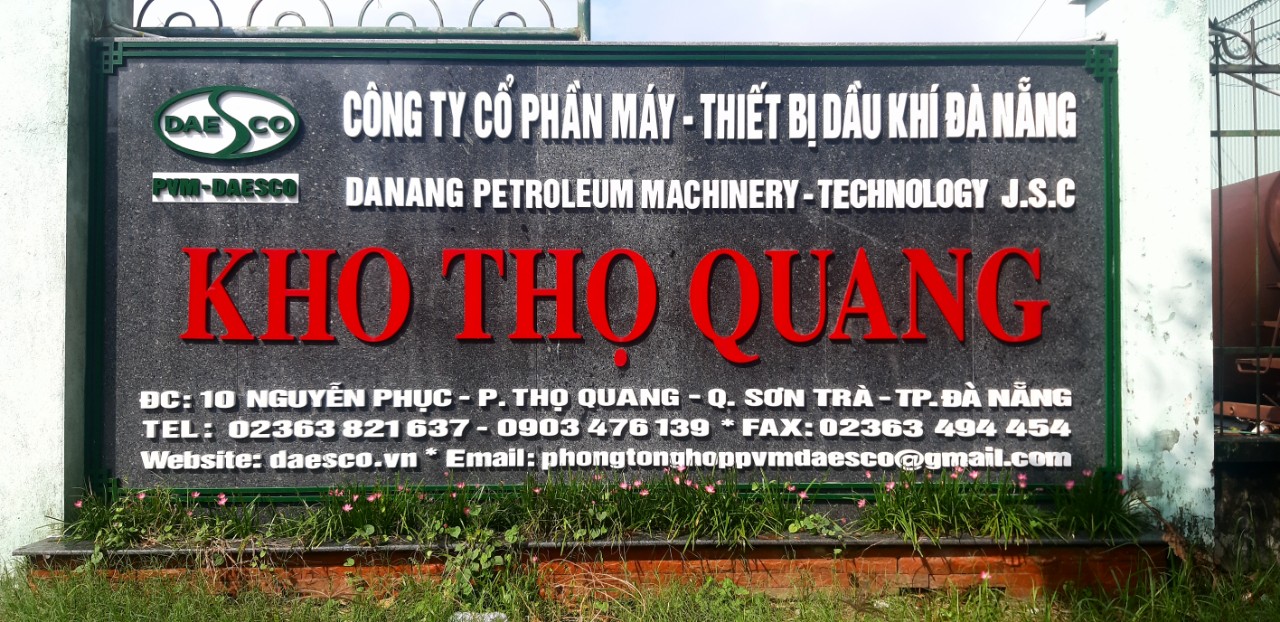 DAESCO
PVM-DAESCO
CÔNG TY CỔ PHẦN MÁY - THIẾT BỊ DẦU KHÍ ĐÀ NẴNG
DANANG PETROLEUM MACHINERY - TECHNOLOGY J.S.C
KHO THỌ QUANG
ĐC: 10 NGUYỄN PHỤC - P. THỌ QUANG - Q. SƠN TRÀ - TP. ĐÀ NẴNG
TEL: 02363 821 637 - 0903 476 139 * FAX: 02363 494 454
Website: daesco.vn * Email: phongtonghoppvmdaesco@gmail.com